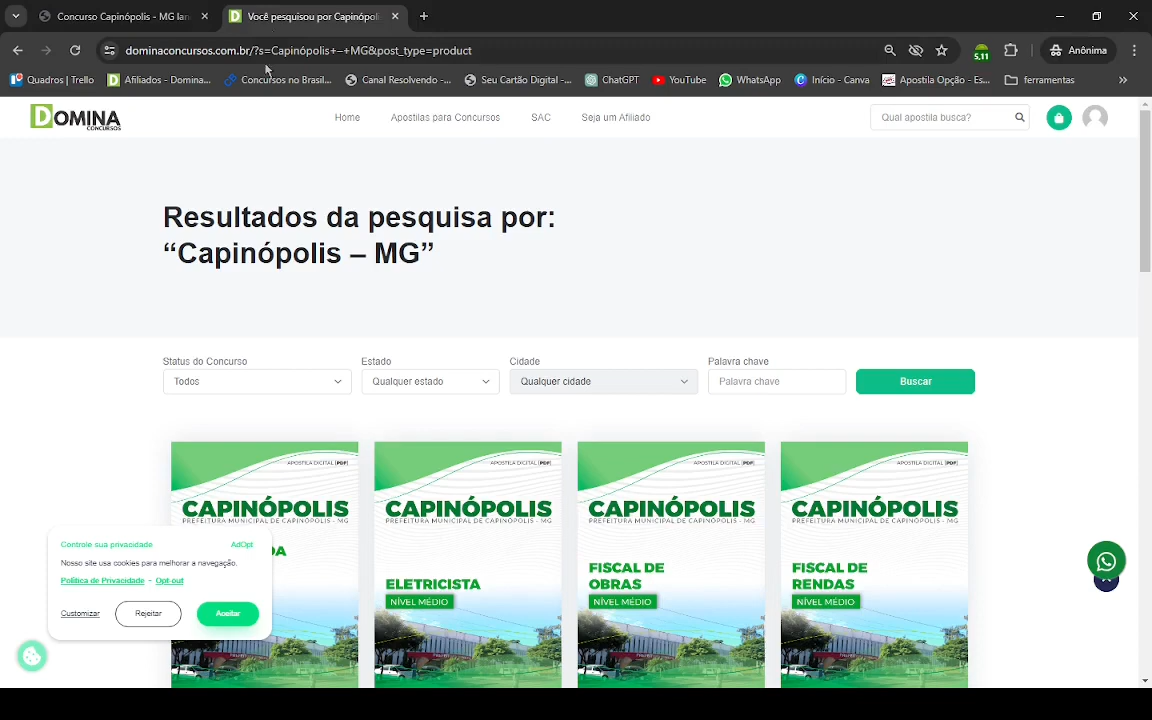 Concurso Capinópolis - MG lan
Você pesquisou por Capinópoli
dominaconcursos.com.br/?s=Capinópolis+–+MG&post_type=product
5,11
Anônima
Quadros | Trello
Afiliados - Domina...
Concursos no Brasil...
Canal Resolvendo -...
Seu Cartão Digital -...
ChatGPT
YouTube
WhatsApp
Início - Canva
Apostila Opção - Es...
ferramentas
DOMINA
CONCURSOS
Home
Apostilas para Concursos
SAC
Seja um Afiliado
Qual apostila busca?
Resultados da pesquisa por:
“Capinópolis – MG”
Status do Concurso
Estado
Cidade
Palavra chave
Todos
Qualquer estado
Qualquer cidade
Palavra chave
Buscar
APOSTILA DIGITAL [PDF]
CAPINÓPOLIS
PREFEITURA MUNICIPAL DE CAPINÓPOLIS - MG
APOSTILA DIGITAL [PDF]
CAPINÓPOLIS
PREFEITURA MUNICIPAL DE CAPINÓPOLIS - MG
ELETRICISTA
NÍVEL MÉDIO
APOSTILA DIGITAL [PDF]
CAPINÓPOLIS
PREFEITURA MUNICIPAL DE CAPINÓPOLIS - MG
FISCAL DE
OBRAS
NÍVEL MÉDIO
APOSTILA DIGITAL [PDF]
CAPINÓPOLIS
PREFEITURA MUNICIPAL DE CAPINÓPOLIS - MG
FISCAL DE
RENDAS
NÍVEL MÉDIO
Controle sua privacidade
AdOpt
Nosso site usa cookies para melhorar a navegação.
Política de Privacidade - Opt-out
Customizar
Rejeitar
Aceitar